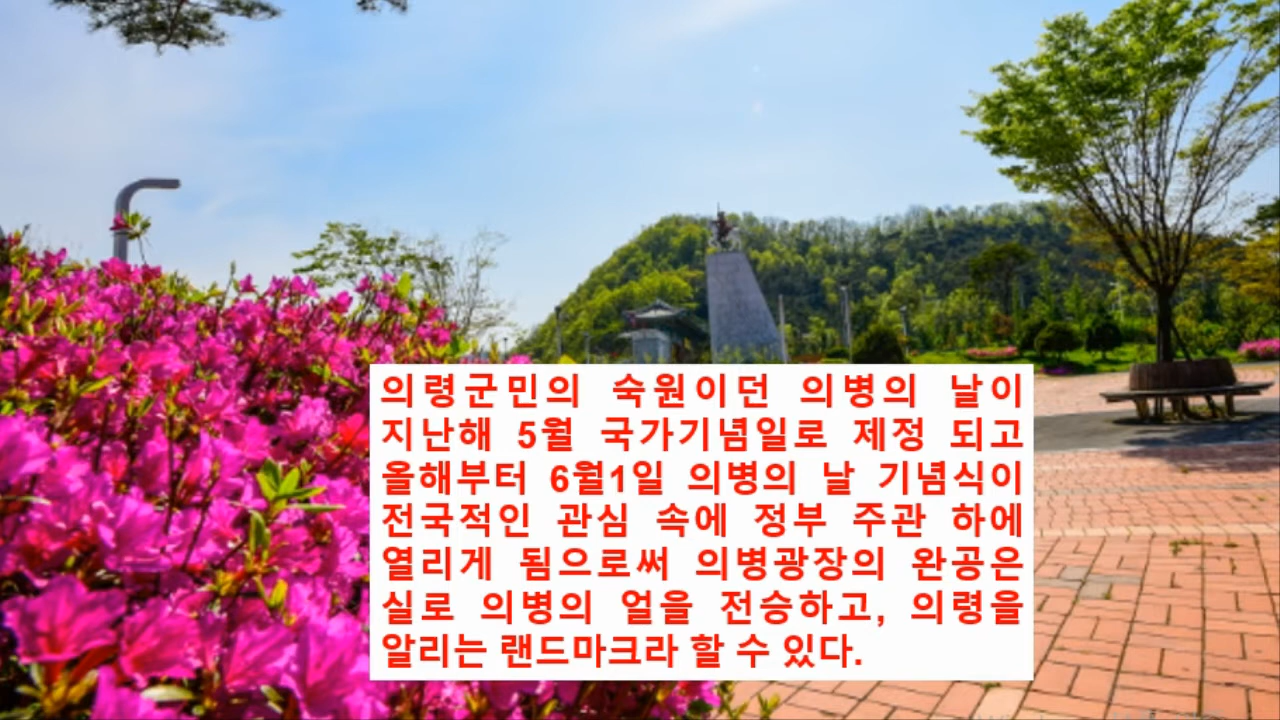 의령군민의 숙원이던 의병의 날이
지난해 5월 국가기념일로 제정 되고
올해부터 6월1일 의병의 날 기념식이
전국적인 관심 속에 정부 주관 하에
열리게 됨으로써 의병광장의 완공은
실로 의병의 얼을 전승하고, 의령을
알리는 랜드마크라 할 수 있다.